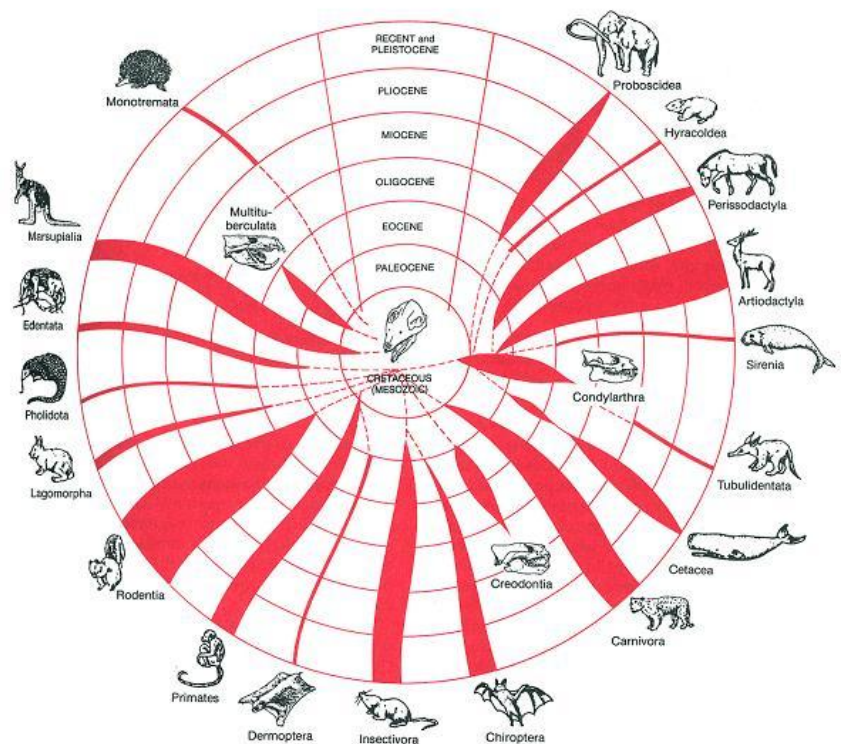 RECENT and
PLEISTOCENE
PLIOCENE
MIOCENE
OLIGOCENE
EOCENE
PALEOCENE
CRETACEOUS
(MESOZOIC)
Proboscidea
Hyracoldea
Perissodactyla
Artiodactyla
Sirenia
Condylarthra
Tubulidentata
Cetacea
Carnivora
Creodontia
Chiroptera
Insectivora
Dermoptera
Primates
Rodentia
Lagomorpha
Pholidota
Edentata
Marsupialia
Multitu-
berculata
Monotremata